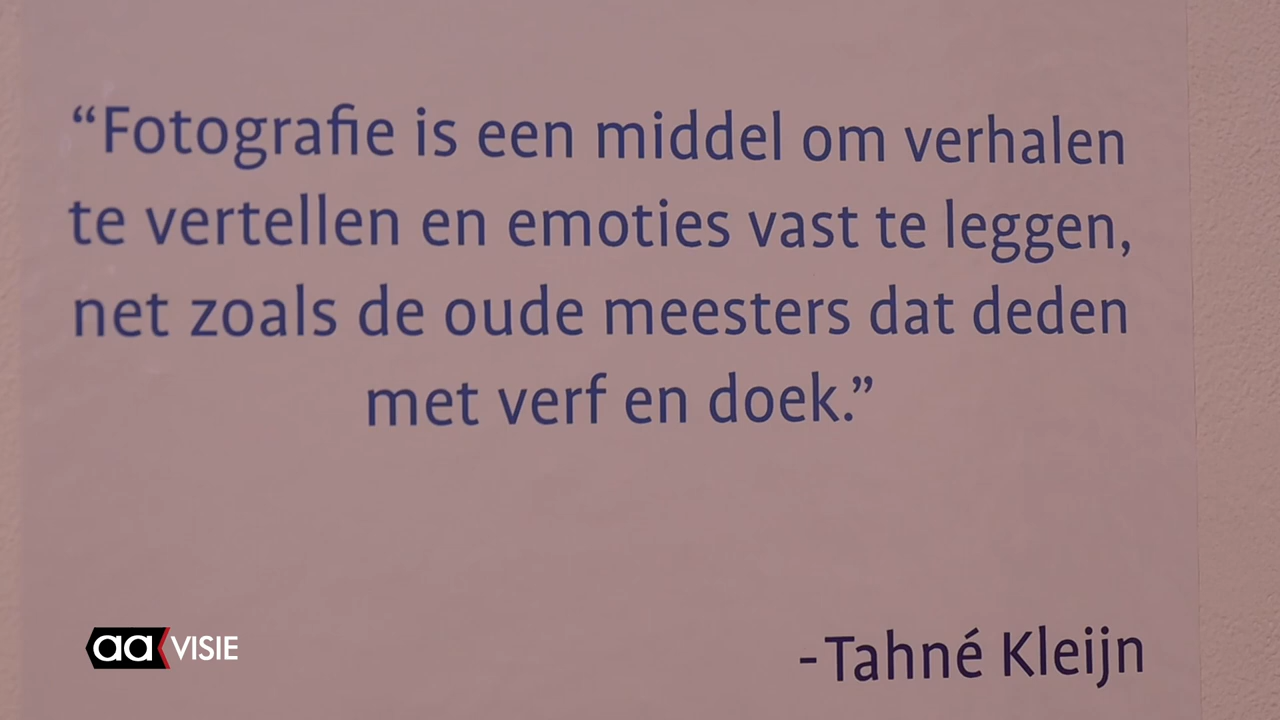 “Fotografie is een middel om verhalen
te vertellen en emoties vast te leggen,
net zoals de oude meesters dat deden
met verf en doek.”
-Tahné Kleijn
aa VISIE